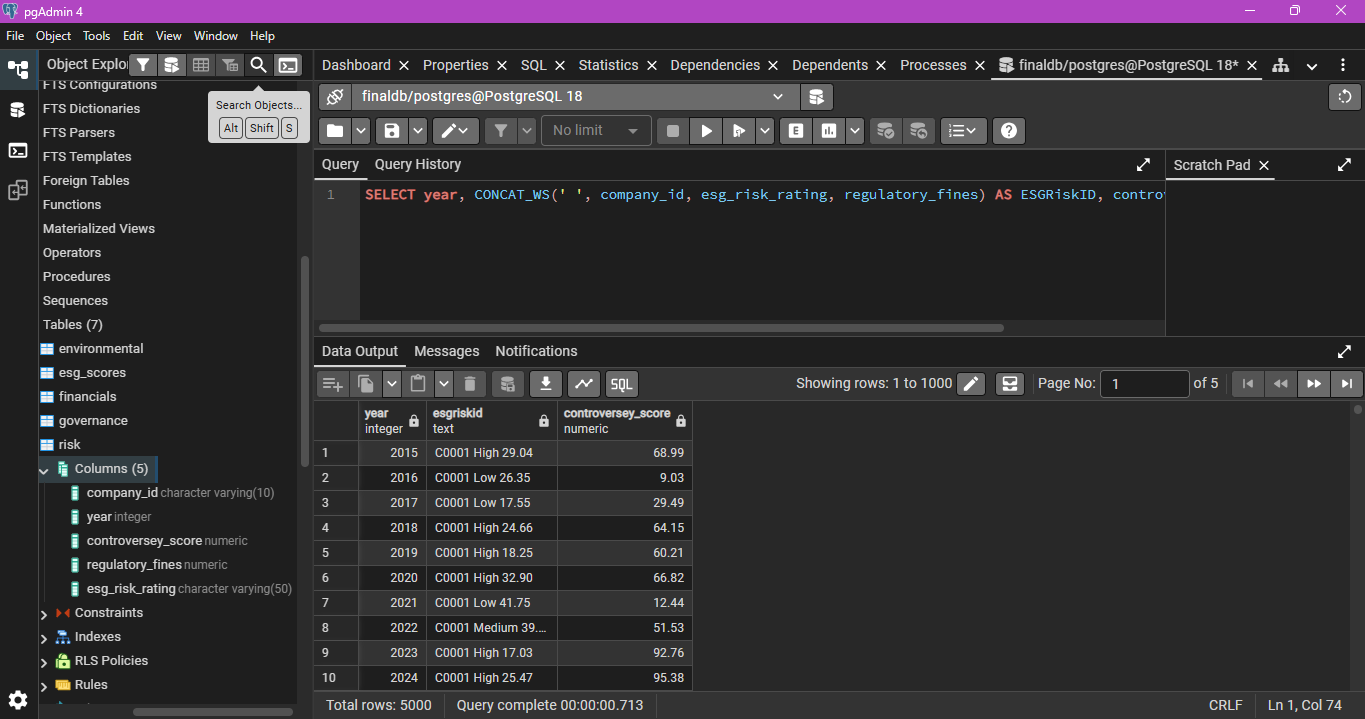 pgAdmin 4
File Object Tools Edit View Window Help
Object Explo
Dashboard Properties SQL Statistics Dependencies Dependents Processes finaldb/postgres@PostgreSQL 18*
FTS Configurations
FTS Dictionaries
FTS Parsers
FTS Templates
Foreign Tables
Functions
Materialized Views
Operators
Procedures
Sequences
Tables (7)
environmental
esg_scores
financials
governance
risk
Columns (5)
company_id character varying(10)
year integer
controversey_score numeric
regulatory_fines numeric
esg_risk_rating character varying(50)
Constraints
Indexes
RLS Policies
Rules
Search Objects...
Alt Shift S
finaldb/postgres@PostgreSQL 18
No limit
E
Query Query History
Scratch Pad
1 SELECT year, CONCAT_WS(' ', company_id, esg_risk_rating, regulatory_fines) AS ESGRiskID, contro
Data Output Messages Notifications
SQL Showing rows: 1 to 1000 Page No: 1 of 5
year esgriskid controversey_score
integer text numeric
1 2015 C0001 High 29.04 68.99
2 2016 C0001 Low 26.35 9.03
3 2017 C0001 Low 17.55 29.49
4 2018 C0001 High 24.66 64.15
5 2019 C0001 High 18.25 60.21
6 2020 C0001 High 32.90 66.82
7 2021 C0001 Low 41.75 12.44
8 2022 C0001 Medium 39.... 51.53
9 2023 C0001 High 17.03 92.76
10 2024 C0001 High 25.47 95.38
Total rows: 5000 Query complete 00:00:00.713 CRLF Ln 1, Col 74